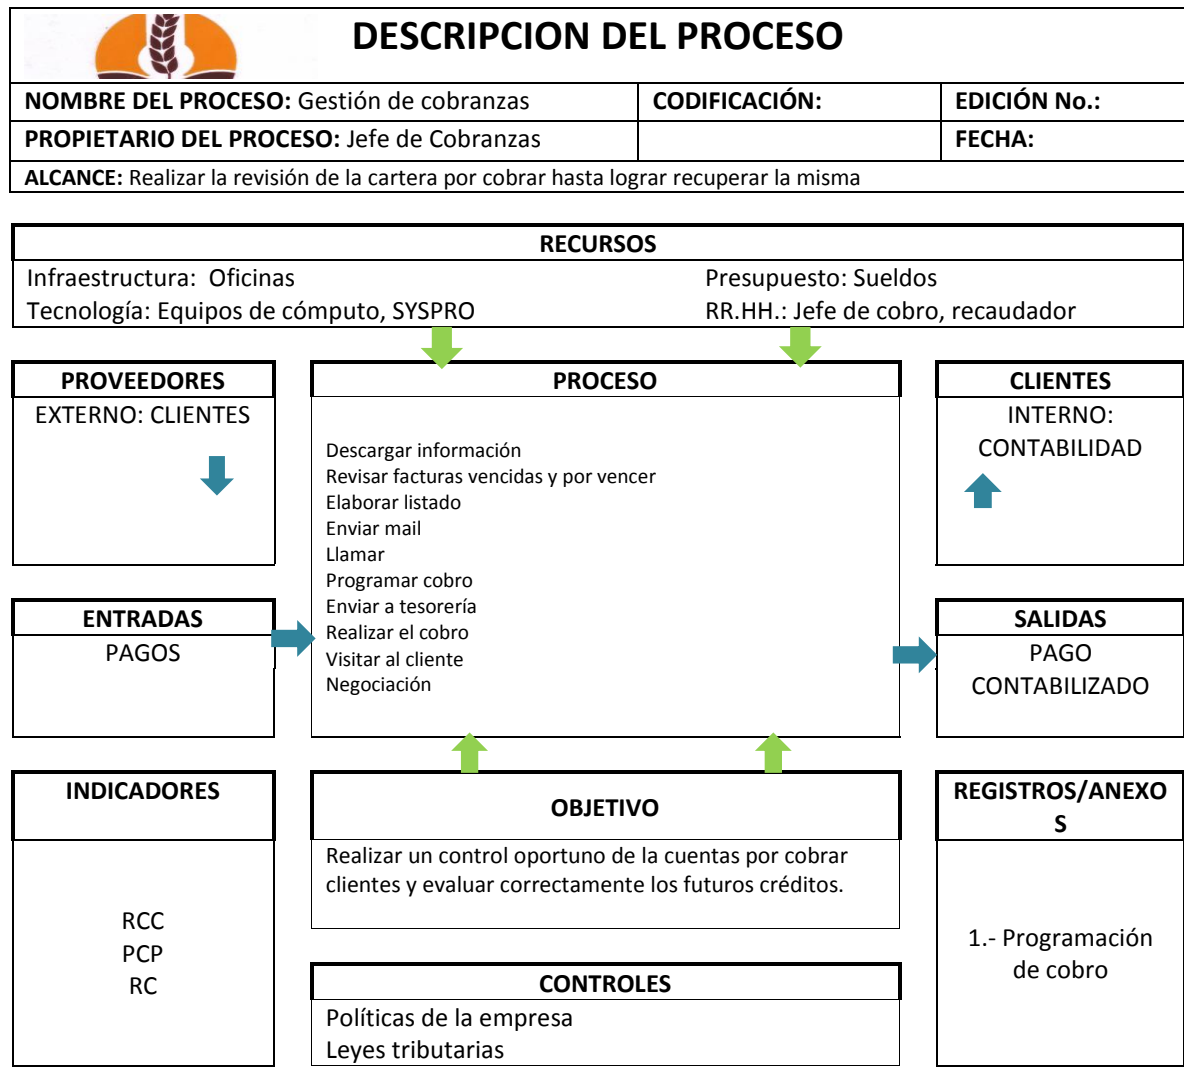 DESCRIPCION DEL PROCESO
NOMBRE DEL PROCESO: Gestión de cobranzas
CODIFICACIÓN:
EDICIÓN No.:
PROPIETARIO DEL PROCESO: Jefe de Cobranzas
FECHA:
ALCANCE: Realizar la revisión de la cartera por cobrar hasta lograr recuperar la misma
RECURSOS
Infraestructura: Oficinas
Presupuesto: Sueldos
Tecnología: Equipos de cómputo, SYSPRO
RR.HH.: Jefe de cobro, recaudador
PROVEEDORES
EXTERNO: CLIENTES
PROCESO
Descargar información
Revisar facturas vencidas y por vencer
Elaborar listado
Enviar mail
Llamar
Programar cobro
Enviar a tesorería
Realizar el cobro
Visitar al cliente
Negociación
CLIENTES
INTERNO:
CONTABILIDAD
ENTRADAS
PAGOS
SALIDAS
PAGO
CONTABILIZADO
INDICADORES
RCC
PCP
RC
OBJETIVO
Realizar un control oportuno de la cuentas por cobrar
clientes y evaluar correctamente los futuros créditos.
CONTROLES
Políticas de la empresa
Leyes tributarias
REGISTROS/ANEXO
S
1.- Programación
de cobro